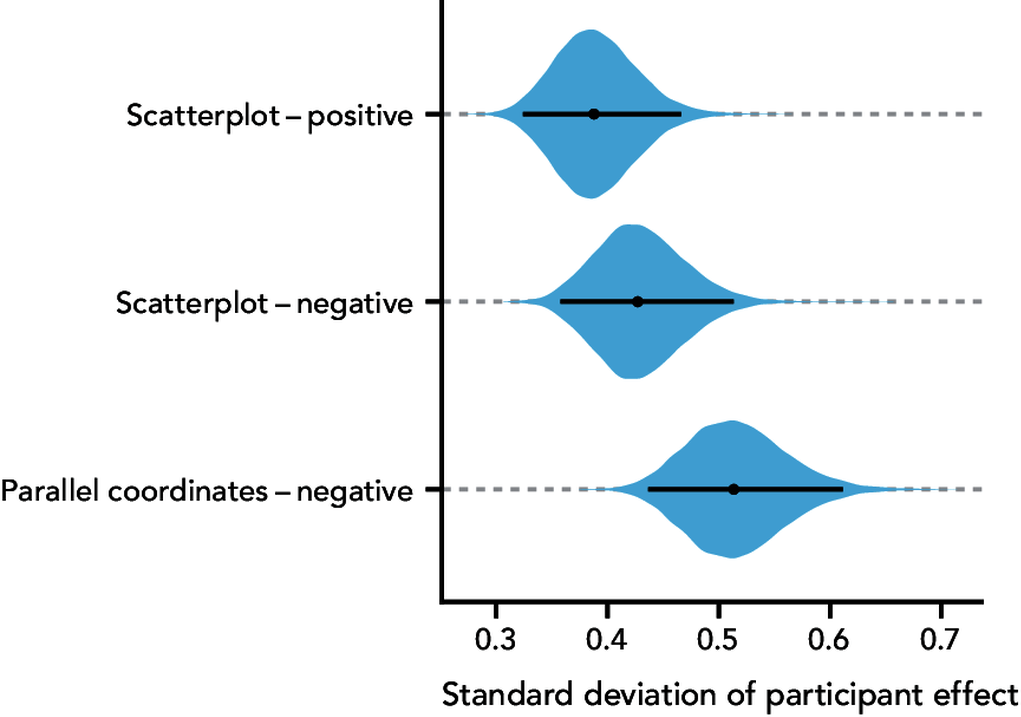 Scatterplot – positive
Scatterplot – negative
Parallel coordinates – negative
0.3 0.4 0.5 0.6 0.7
Standard deviation of participant effect